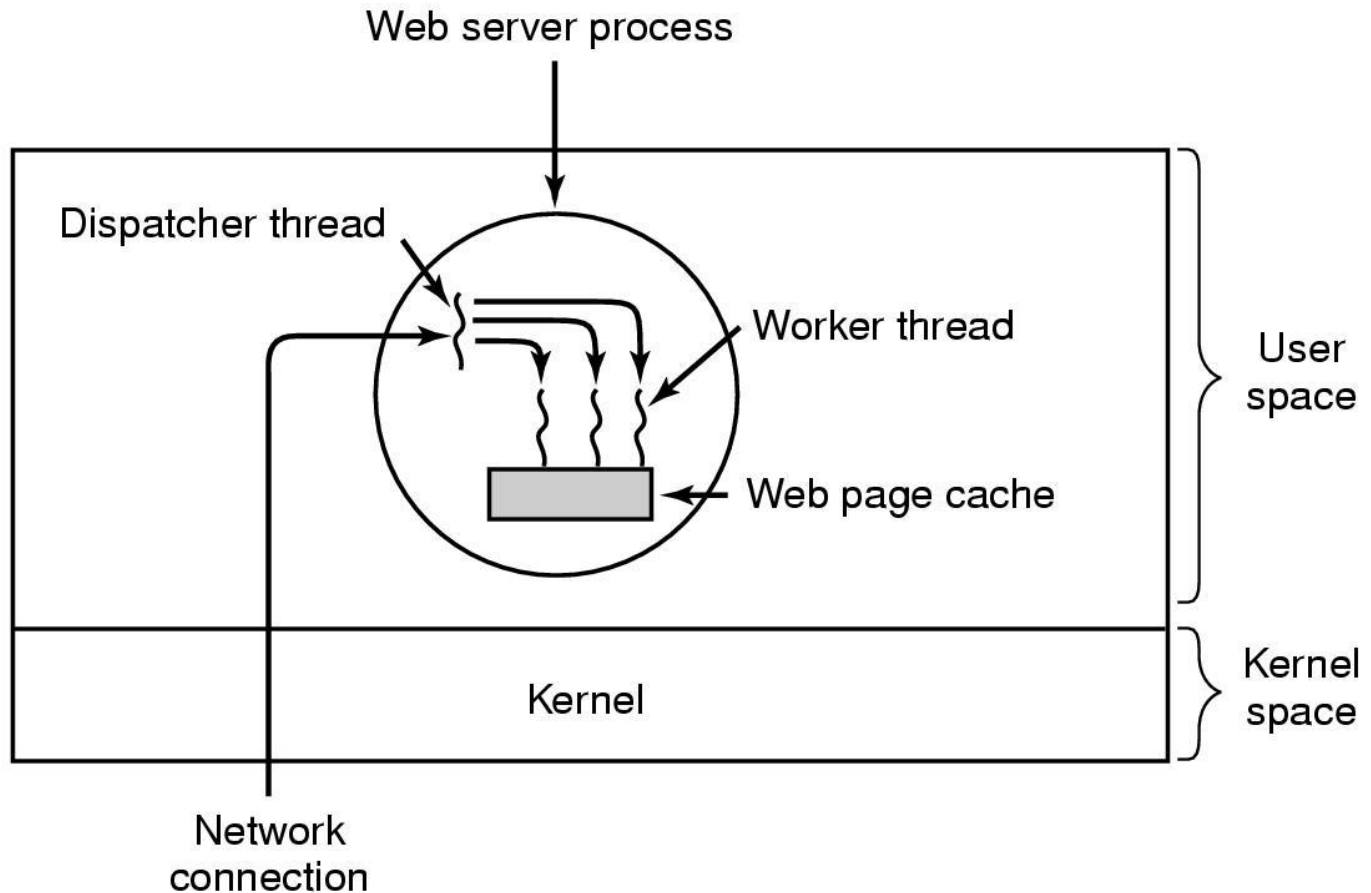 Web server process
Dispatcher thread
Worker thread
User
space
Web page cache
Kernel
Kernel
space
Network
connection